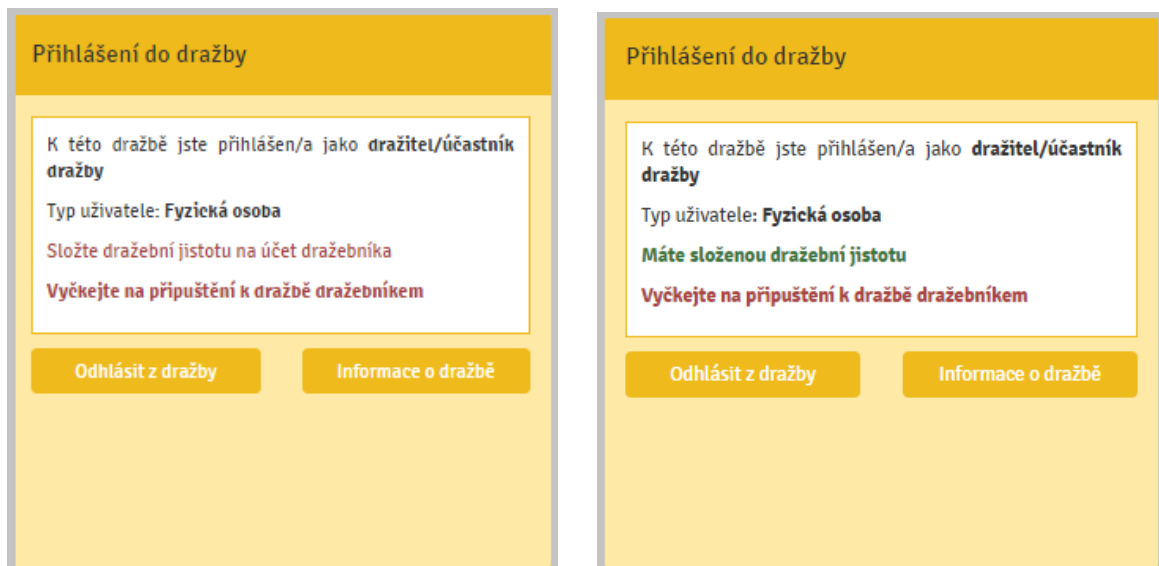 Přihlášení do dražby
K této dražbě jste přihlášen/a jako dražitel/účastník
dražby
Typ uživatele: Fyzická osoba
Složte dražební jistotu na účet dražebníka
Vyčkejte na připuštění k dražbě dražebníkem
Odhlásit z dražby
Informace o dražbě
Přihlášení do dražby
K této dražbě jste přihlášen/a jako dražitel/účastník
dražby
Typ uživatele: Fyzická osoba
Máte složenou dražební jistotu
Vyčkejte na připuštění k dražbě dražebníkem
Odhlásit z dražby
Informace o dražbě